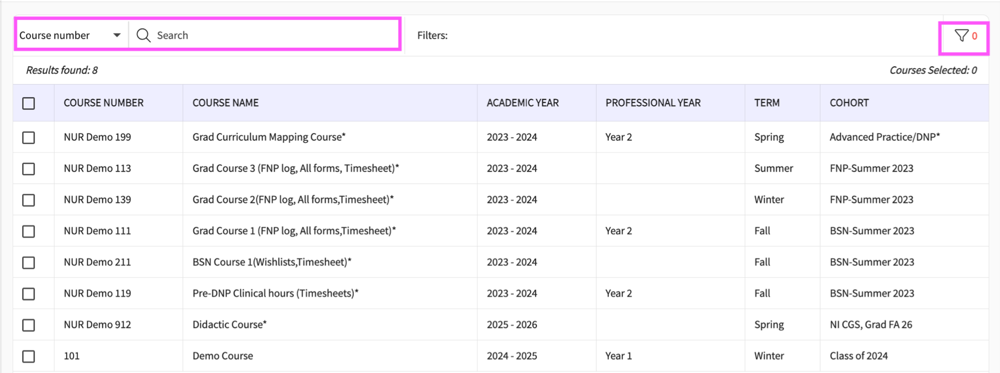 Course number Search Filters: 0
Results found: 8 Courses Selected: 0
COURSE NUMBER COURSE NAME ACADEMIC YEAR PROFESSIONAL YEAR TERM COHORT
NUR Demo 199 Grad Curriculum Mapping Course* 2023 - 2024 Year 2 Spring Advanced Practice/DNP*
NUR Demo 113 Grad Course 3 (FNP log, All forms, Timesheet)* 2023 - 2024 Summer FNP-Summer 2023
NUR Demo 139 Grad Course 2(FNP log, All forms,Timesheet)* 2023 - 2024 Winter FNP-Summer 2023
NUR Demo 111 Grad Course 1 (FNP log, All forms,Timesheet)* 2023 - 2024 Year 2 Fall BSN-Summer 2023
NUR Demo 211 BSN Course 1(Wishlists,Timesheet)* 2023 - 2024 Fall BSN-Summer 2023
NUR Demo 119 Pre-DNP Clinical hours (Timesheets)* 2023 - 2024 Year 2 Fall BSN-Summer 2023
NUR Demo 912 Didactic Course* 2025 - 2026 Spring NI CGS, Grad FA 26
101 Demo Course 2024 - 2025 Year 1 Winter Class of 2024